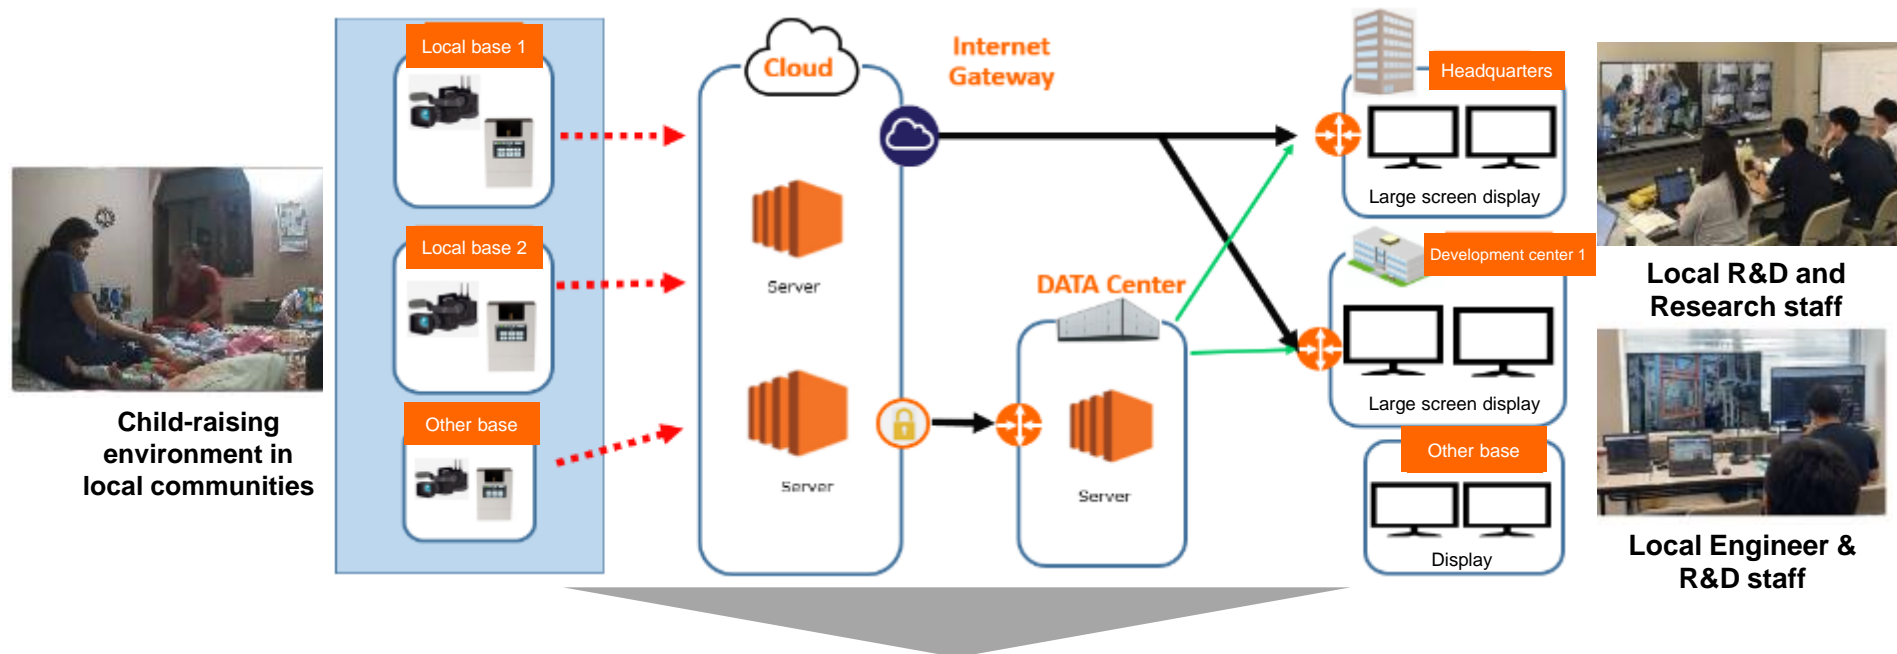 Local base 1
Local base 2
Other base
Child-raising
environment in
local communities
Cloud
Server
Server
Internet
Gateway
DATA Center
Server
Headquarters
Large screen display
Development center 1
Large screen display
Other base
Display
Local R&D and
Research staff
Local Engineer &
R&D staff